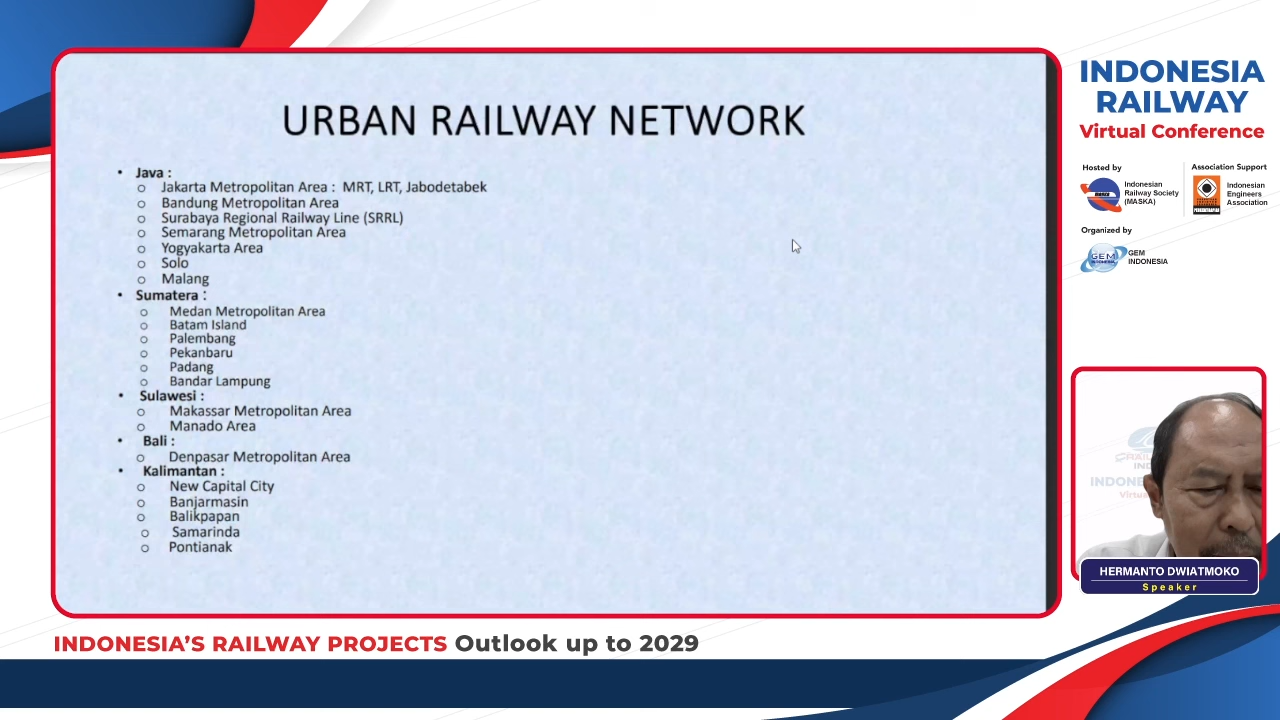 URBAN RAILWAY NETWORK
• Java :
o Jakarta Metropolitan Area : MRT, LRT, Jabodetabek
o Bandung Metropolitan Area
o Surabaya Regional Railway Line (SRRL)
o Semarang Metropolitan Area
o Yogyakarta Area
o Solo
o Malang
• Sumatera :
o Medan Metropolitan Area
o Batam Island
o Palembang
o Pekanbaru
o Padang
o Bandar Lampung
• Sulawesi :
o Makassar Metropolitan Area
o Manado Area
• Bali :
o Denpasar Metropolitan Area
• Kalimantan :
o New Capital City
o Banjarmasin
o Balikpapan
o Samarinda
o Pontianak
INDONESIA'S RAILWAY PROJECTS Outlook up to 2029
INDONESIA
RAILWAY
Virtual Conference
Hosted by
Indonesian
Railway Society
(MASKA)
Association Support
Indonesian
Engineers
Association
Organized by
GEM
INDONESIA
GEM
INDONESIA
HERMANTO DWIATMOKO
Speaker